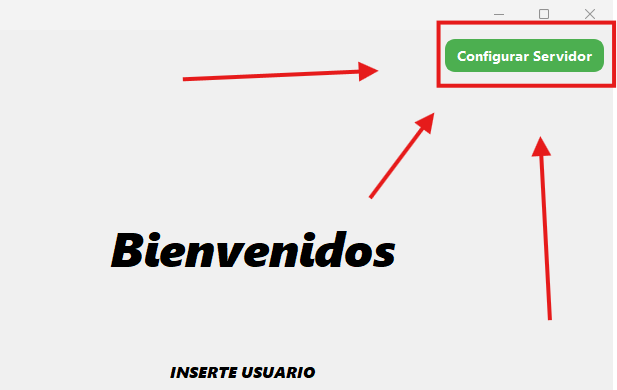 Configurar Servidor
Bienvenidos
INSERTE USUARIO